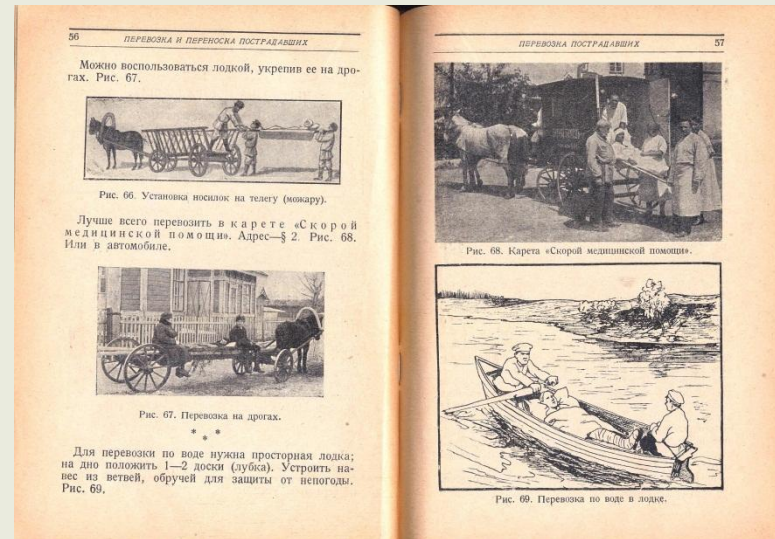 56
ПЕРЕВОЗКА И ПЕРЕНОСКА ПОСТРАДАВШИХ
Можно воспользоваться лодкой, укрепив ее на дро-
гах. Рис. 67.
Рис. 66. Установка носилок на телегу (можару).
Лучше всего перевозить в карете «Скорой
медицинской помощи». Адрес—§ 2. Рис. 68.
Или в автомобиле.
Рис. 67. Перевозка на дрогах.
* * *
Для перевозки по воде нужна просторная лодка;
на дно положить 1—2 доски (лубка). Устроить на-
вес из ветвей, обручей для защиты от непогоды.
Рис. 69.
ПЕРЕВОЗКА ПОСТРАДАВШИХ
57
Рис. 68. Карета «Скорой медицинской помощи».
Рис. 69. Перевозка по воде в лодке.